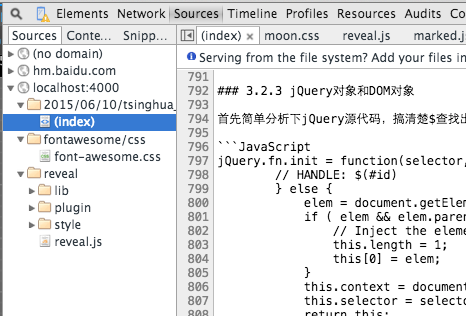 Elements Network Sources Timeline Profiles Resources Audits Co
Sources Conte... Snipp...
(index) × moon.css reveal.js marked.js
Serving from the file system? Add your files in
(no domain)
hm.baidu.com
localhost:4000
2015/06/10/tsinghua_
(index)
fontawesome/css
font-awesome.css
reveal
lib
plugin
style
reveal.js
791
792 ### 3.2.3 jQuery对象和DOM对象
793
794 首先简单分析下jQuery源代码，搞清楚$查找出
795
796 ```JavaScript
797 jQuery.fn.init = function(selector,
798 // HANDLE: $(#id)
799 } else {
800 elem = document.getElem
801 if ( elem && elem.paren
802 // Inject the eleme
803 this.length = 1;
804 this[0] = elem;
805 }
806 this.context = document
807 this.selector = selecto
808 return this;